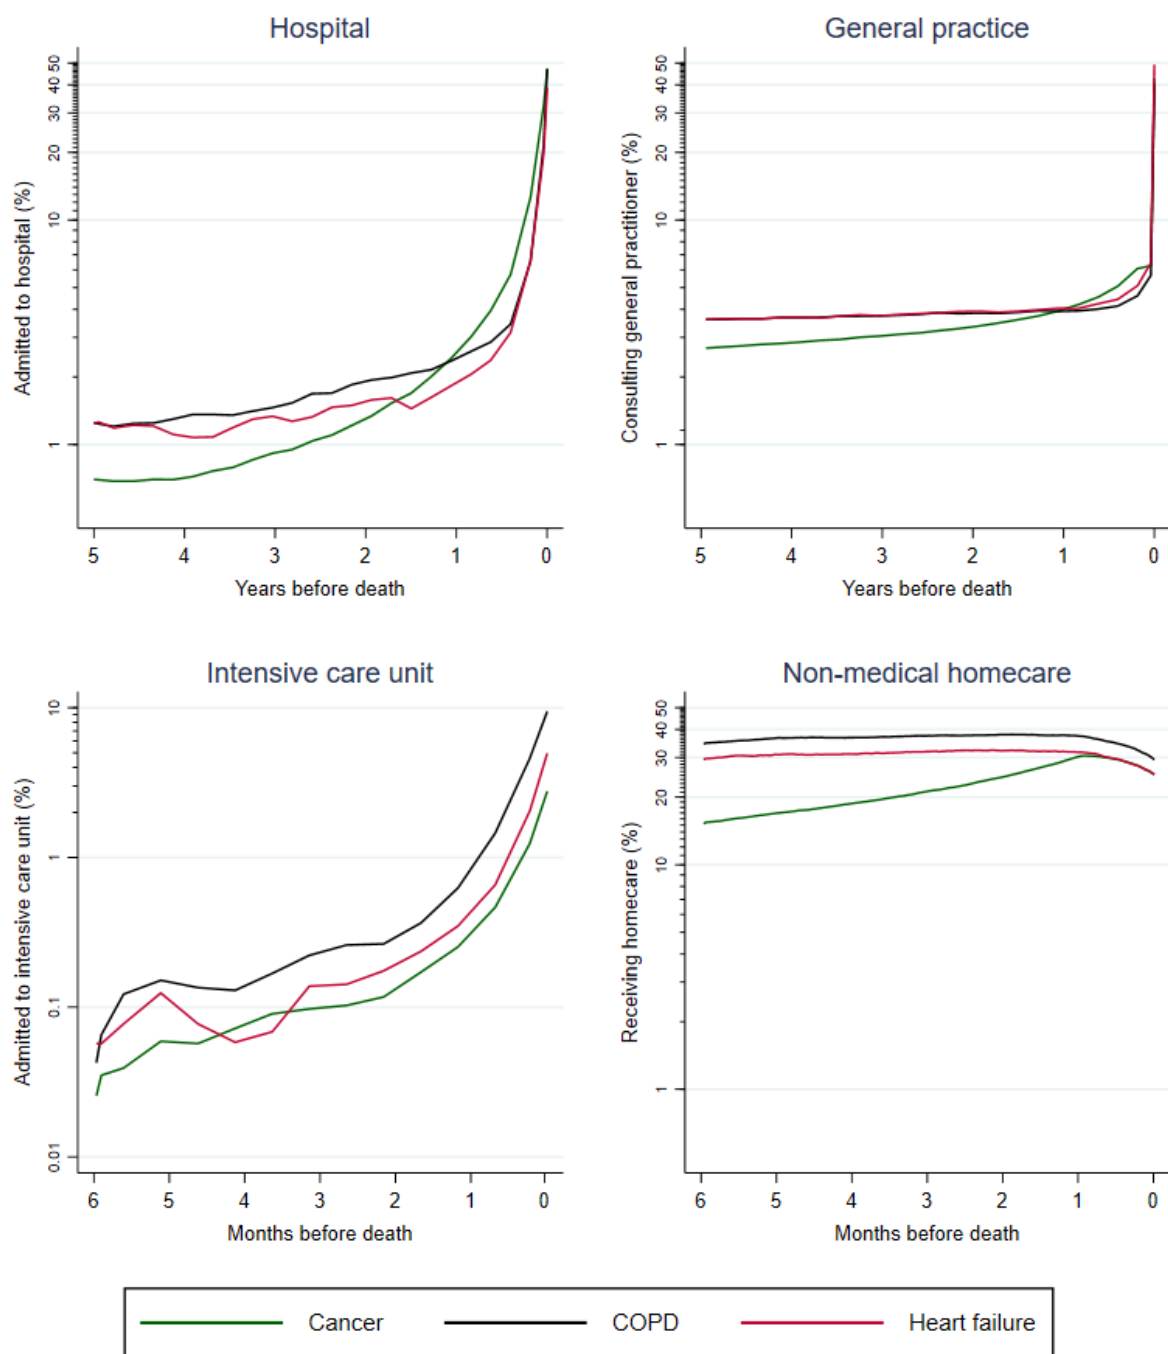 Hospital
Admitted to hospital (%)
50
40
30
20
10
1
5 4 3 2 1 0
Years before death
General practice
Consulting general practitioner (%)
50
40
30
20
10
1
5 4 3 2 1 0
Years before death
Intensive care unit
Admitted to intensive care unit (%)
10
1
0.1
0.01
6 5 4 3 2 1 0
Months before death
Non-medical homecare
Receiving homecare (%)
50
40
30
20
10
1
6 5 4 3 2 1 0
Months before death
Cancer COPD Heart failure